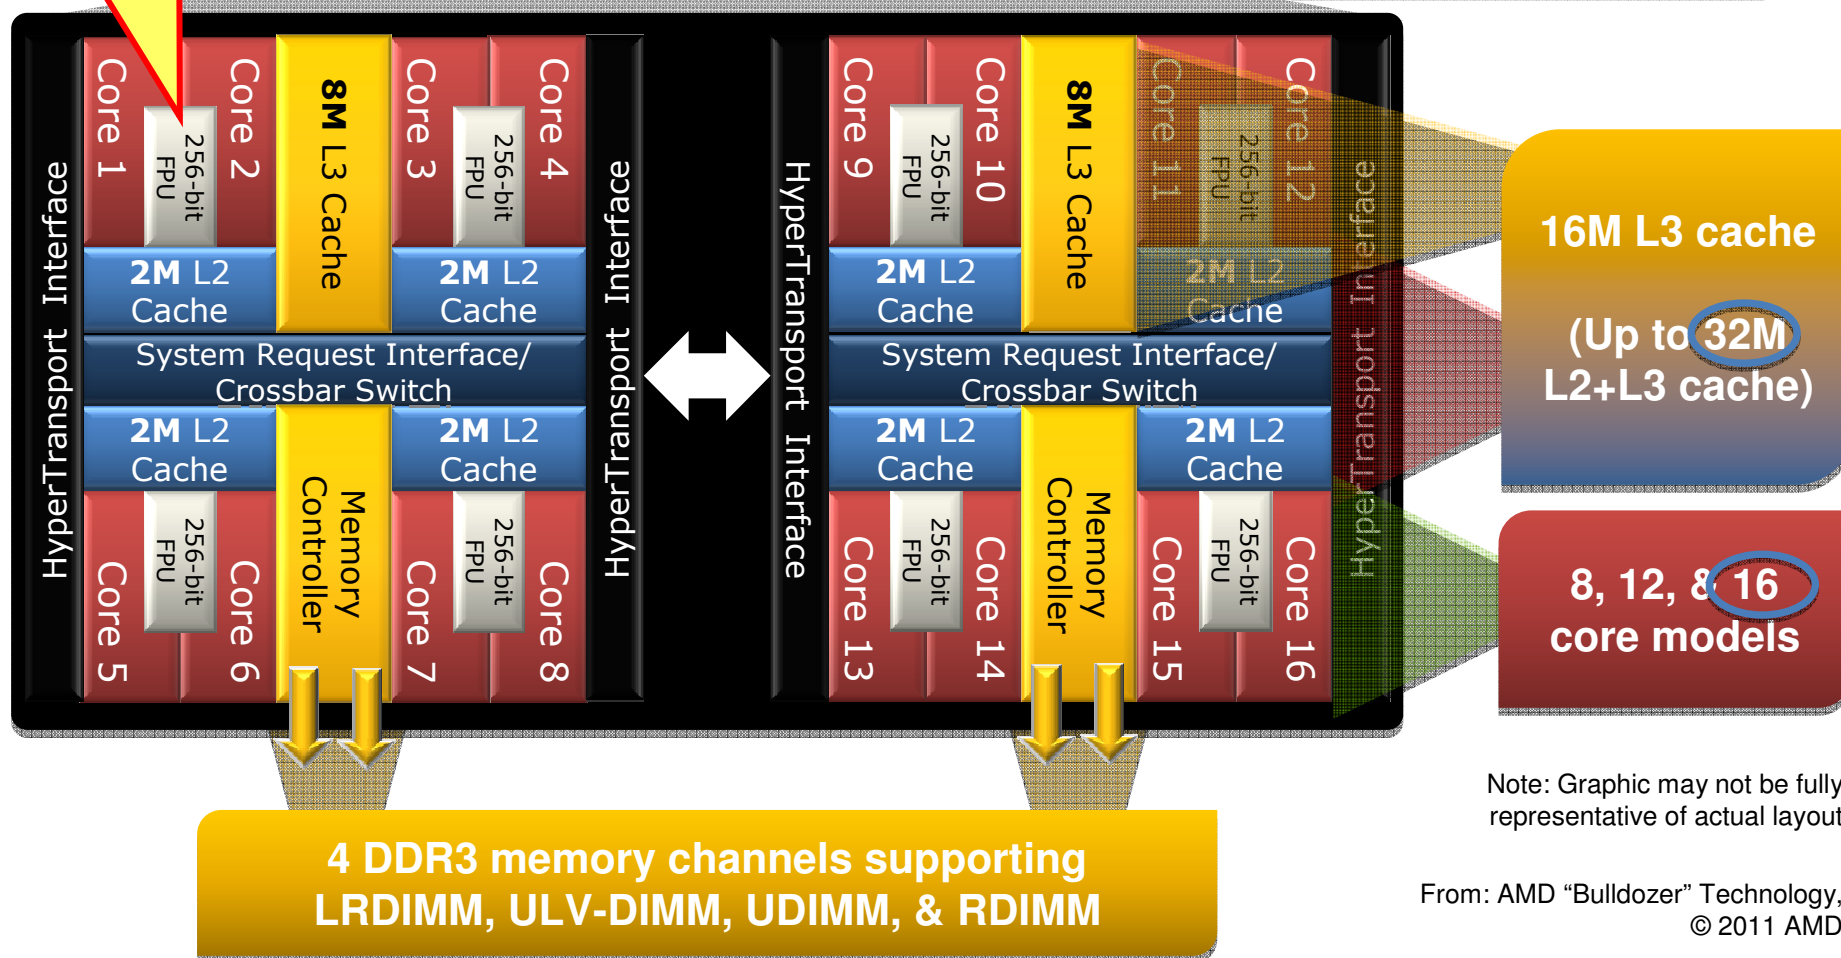 HyperTransport Interface
Core 1
256-bit
FPU
Core 2
8M L3 Cache
Core 3
256-bit
FPU
Core 4
2M L2
Cache
2M L2
Cache
System Request Interface/
Crossbar Switch
2M L2
Cache
2M L2
Cache
Core 5
256-bit
FPU
Core 6
Memory
Controller
Core 7
256-bit
FPU
Core 8
HyperTransport Interface
HyperTransport Interface
Core 9
256-bit
FPU
Core 10
8M L3 Cache
Core 11
256-bit
FPU
Core 12
2M L2
Cache
2M L2
Cache
System Request Interface/
Crossbar Switch
2M L2
Cache
2M L2
Cache
Core 13
256-bit
FPU
Core 14
Memory
Controller
Core 15
256-bit
FPU
Core 16
HyperTransport Interface
16M L3 cache
(Up to 32M
L2+L3 cache)
8, 12, & 16
core models
4 DDR3 memory channels supporting
LRDIMM, ULV-DIMM, UDIMM, & RDIMM
Note: Graphic may not be fully
representative of actual layout
From: AMD “Bulldozer” Technology,
© 2011 AMD